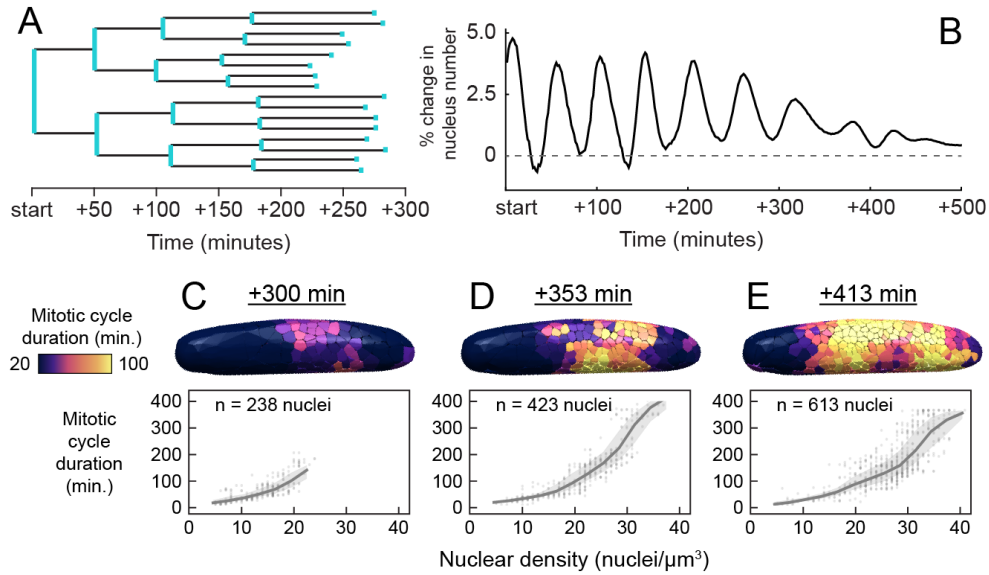 A
start +50 +100 +150 +200 +250 +300
Time (minutes)
B
% change in
nucleus number
5.0
2.5
0
start +100 +200 +300 +400 +500
Time (minutes)
Mitotic cycle
duration (min.)
20 100
C +300 min
D +353 min
E +413 min
Mitotic
cycle
duration
(min.)
n = 238 nuclei
400
300
200
100
0
0 10 20 30 40
n = 423 nuclei
400
300
200
100
0
0 10 20 30 40
n = 613 nuclei
400
300
200
100
0
0 10 20 30 40
Nuclear density (nuclei/µm³)